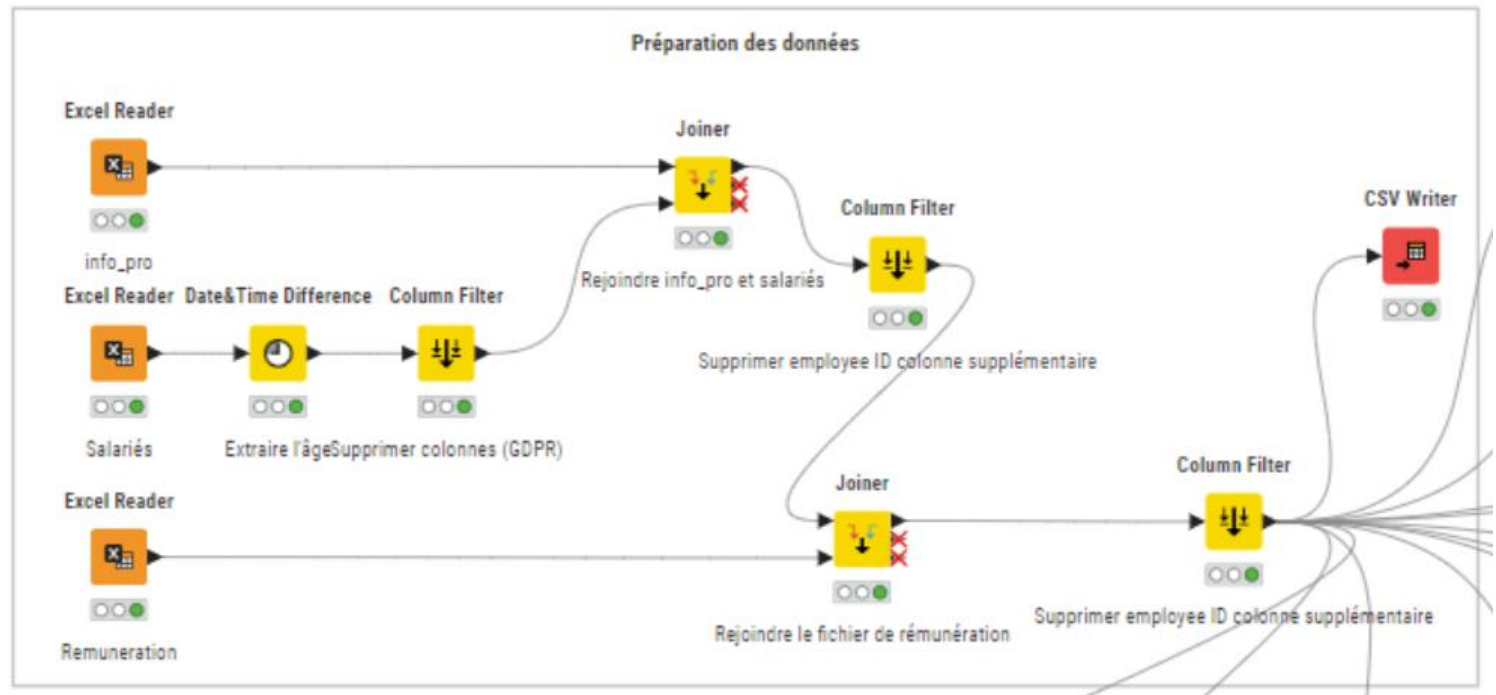 Préparation des données
Excel Reader
info_pro
Joiner
Rejoindre info_pro et salariés
Column Filter
Supprimer employee ID colonne supplémentaire
CSV Writer
Excel Reader
Salariés
Date&Time Difference
Extraire l'âge
Column Filter
Supprimer colonnes (GDPR)
Excel Reader
Remuneration
Joiner
Rejoindre le fichier de rémunération
Column Filter
Supprimer employee ID colonne supplémentaire